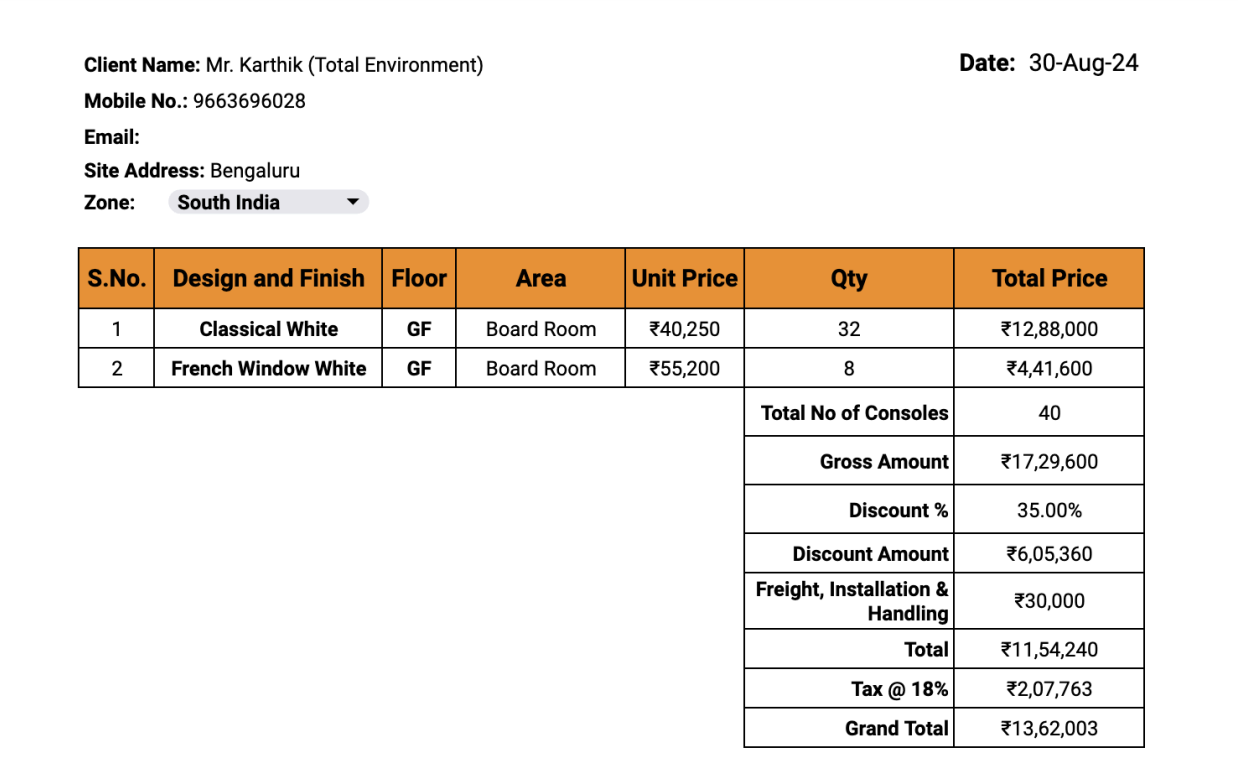 Client Name: Mr. Karthik (Total Environment)
Date: 30-Aug-24
Mobile No.: 9663696028
Email:
Site Address: Bengaluru
Zone: South India
S.No. Design and Finish Floor Area Unit Price Qty Total Price
1 Classical White GF Board Room ₹40,250 32 ₹12,88,000
2 French Window White GF Board Room ₹55,200 8 ₹4,41,600
Total No of Consoles 40
Gross Amount ₹17,29,600
Discount % 35.00%
Discount Amount ₹6,05,360
Freight, Installation &
Handling ₹30,000
Total ₹11,54,240
Tax @ 18% ₹2,07,763
Grand Total ₹13,62,003